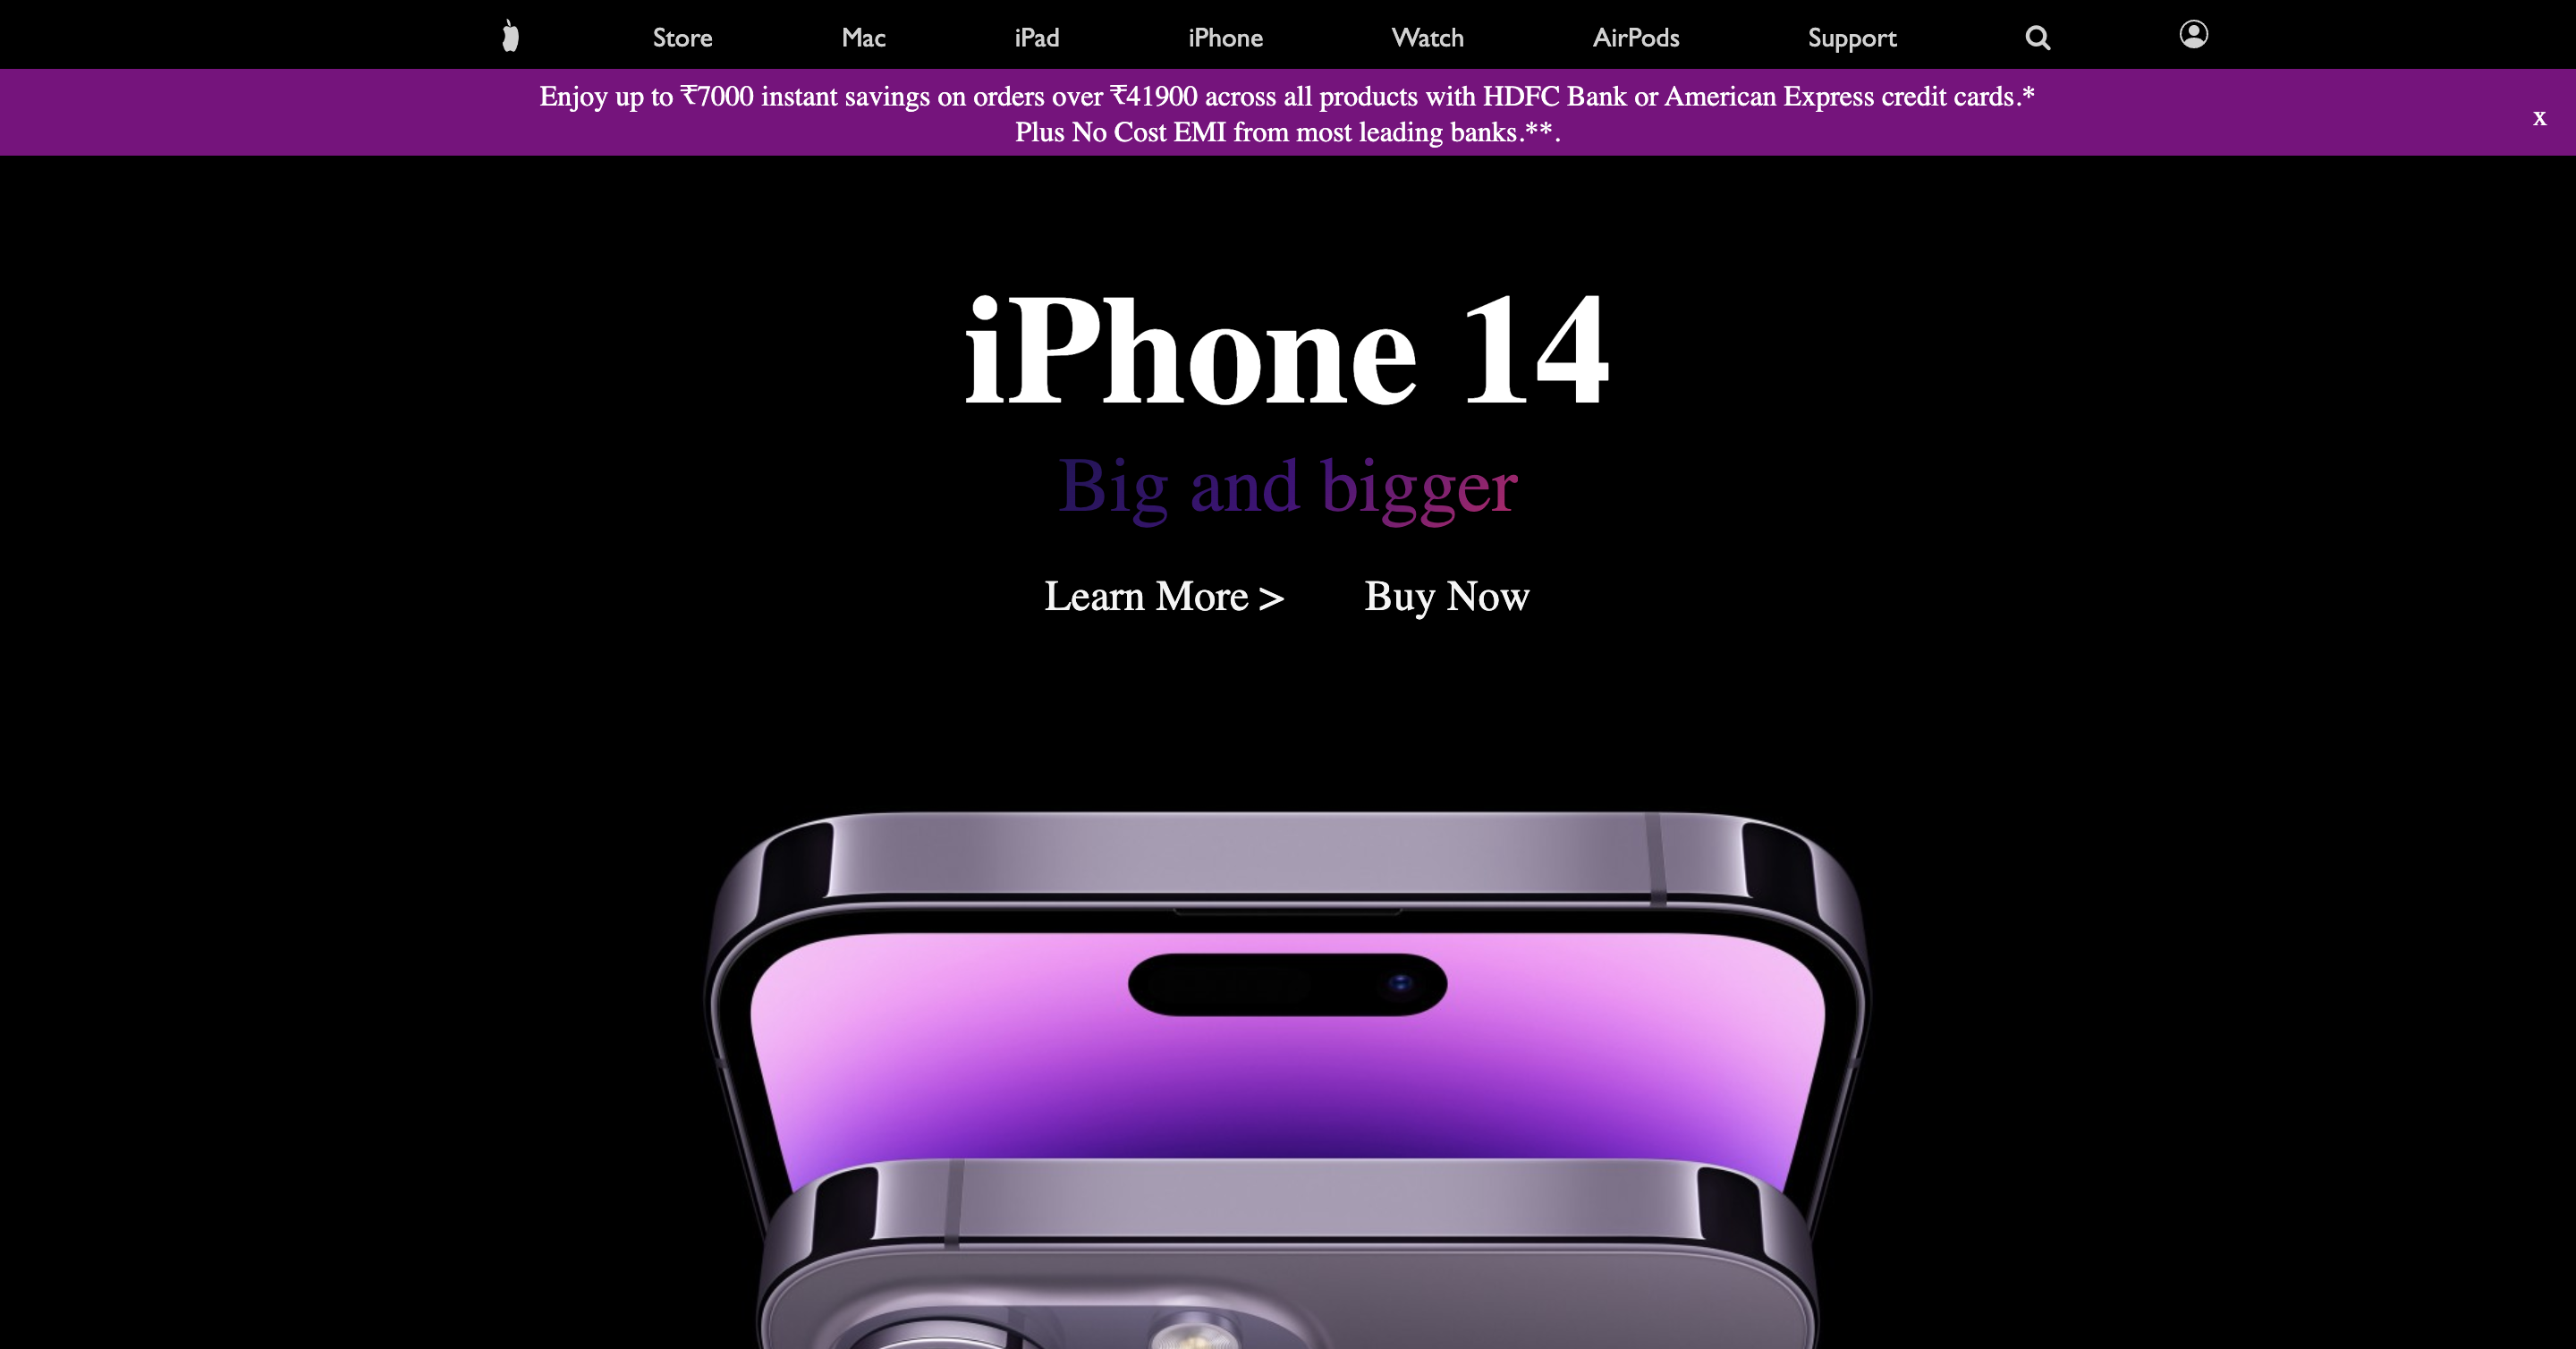 Store Mac iPad iPhone Watch AirPods Support
Enjoy up to ₹7000 instant savings on orders over ₹41900 across all products with HDFC Bank or American Express credit cards.*
Plus No Cost EMI from most leading banks.**.
x
iPhone 14
Big and bigger
Learn More > Buy Now